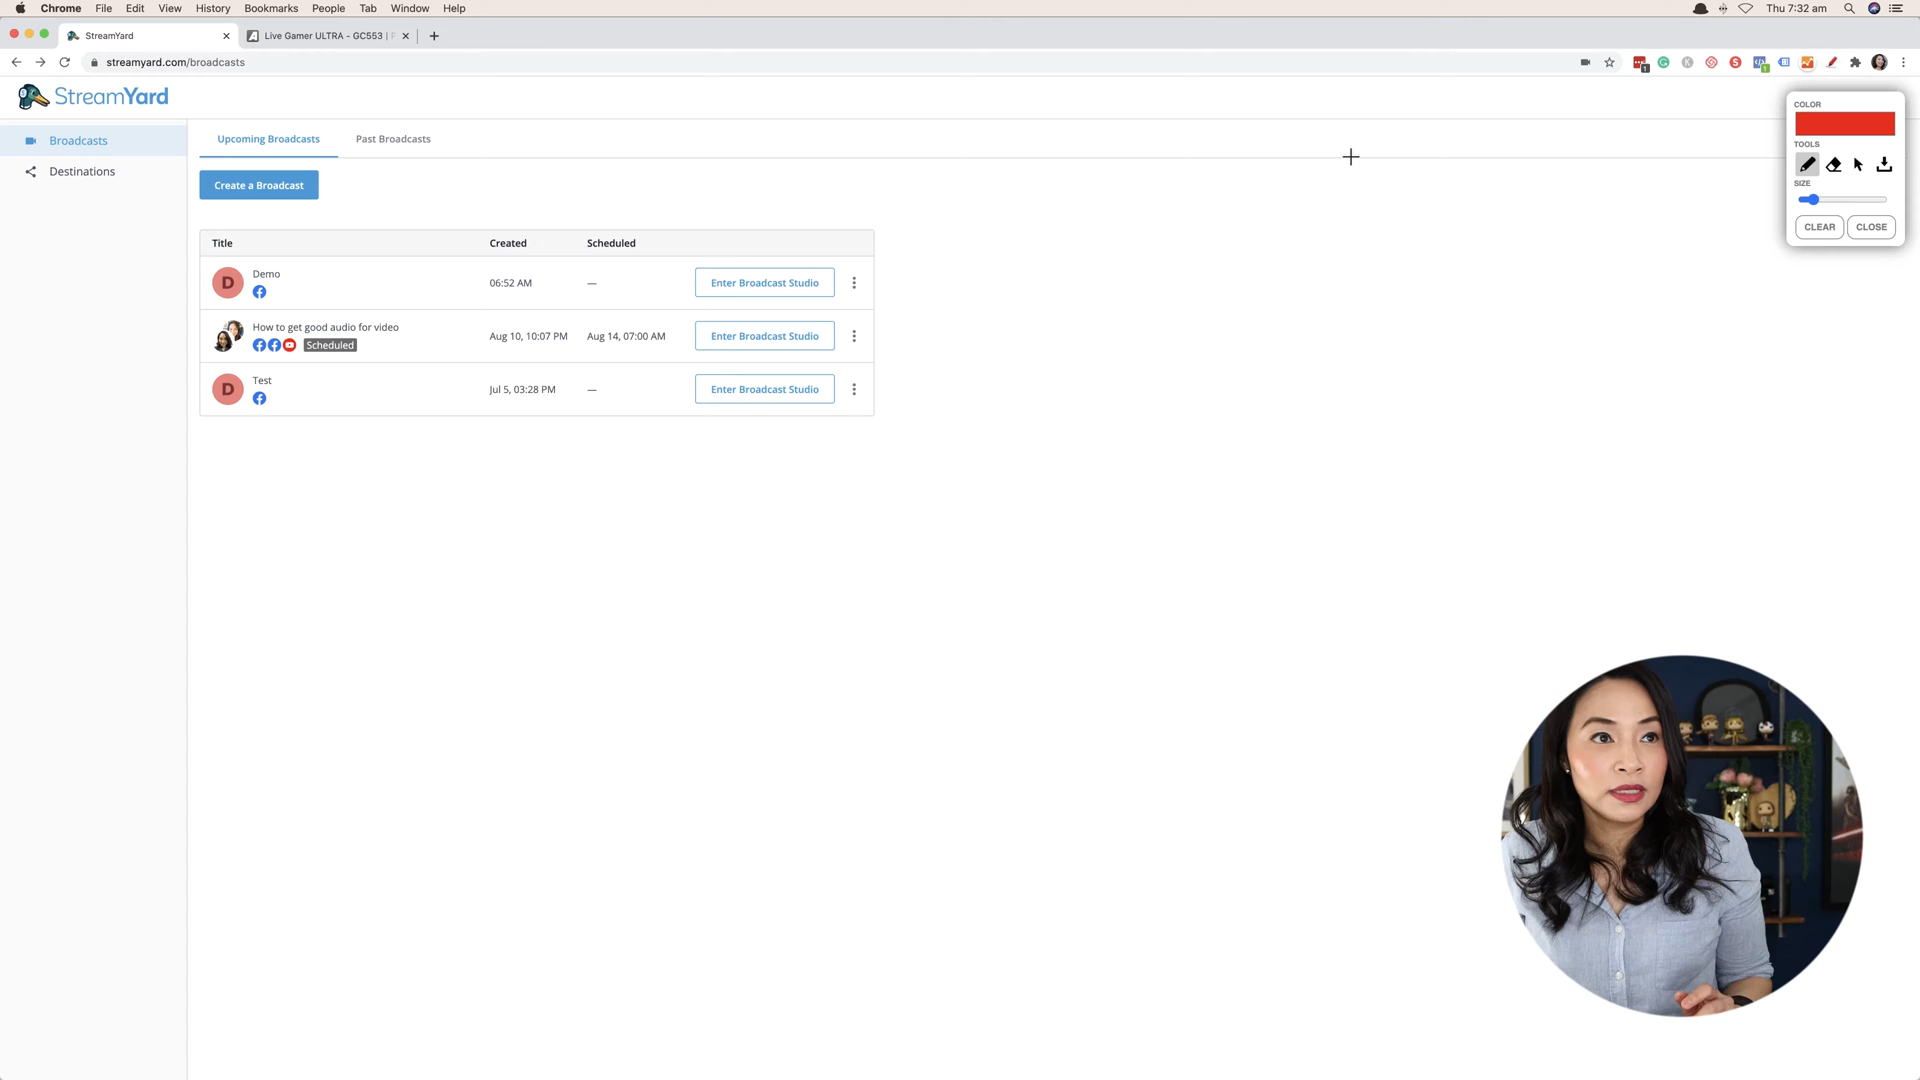 Chrome File Edit View History Bookmarks People Tab Window Help Thu 7:32 am
StreamYard Live Gamer ULTRA - GC553 |
streamyard.com/broadcasts
StreamYard
COLOR
TOOLS
SIZE
CLEAR CLOSE
Broadcasts
Destinations
Upcoming Broadcasts Past Broadcasts
Create a Broadcast
Title Created Scheduled
D Demo 06:52 AM — Enter Broadcast Studio
How to get good audio for video Aug 10, 10:07 PM Aug 14, 07:00 AM Enter Broadcast Studio
Scheduled
D Test Jul 5, 03:28 PM — Enter Broadcast Studio